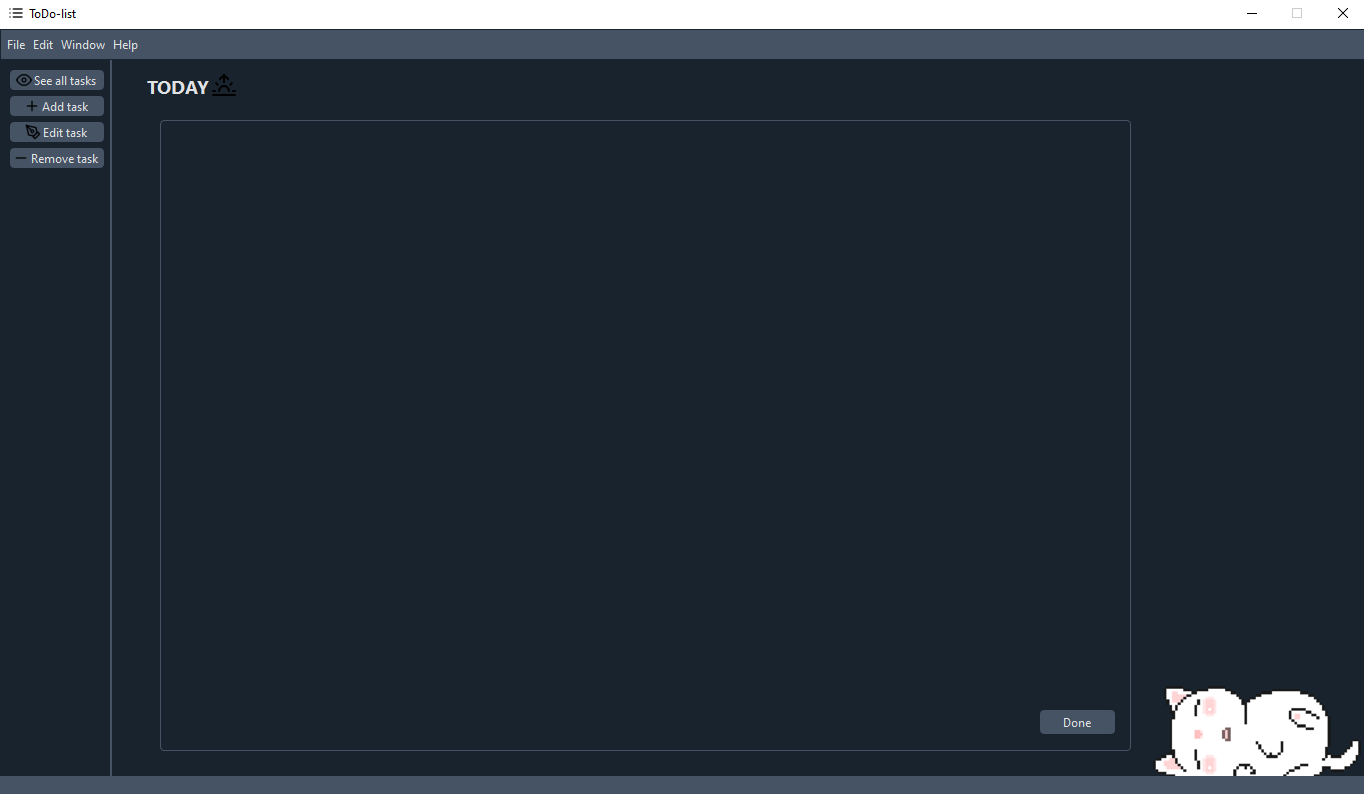 ToDo-list
File Edit Window Help
See all tasks
Add task
Edit task
Remove task
TODAY
Done